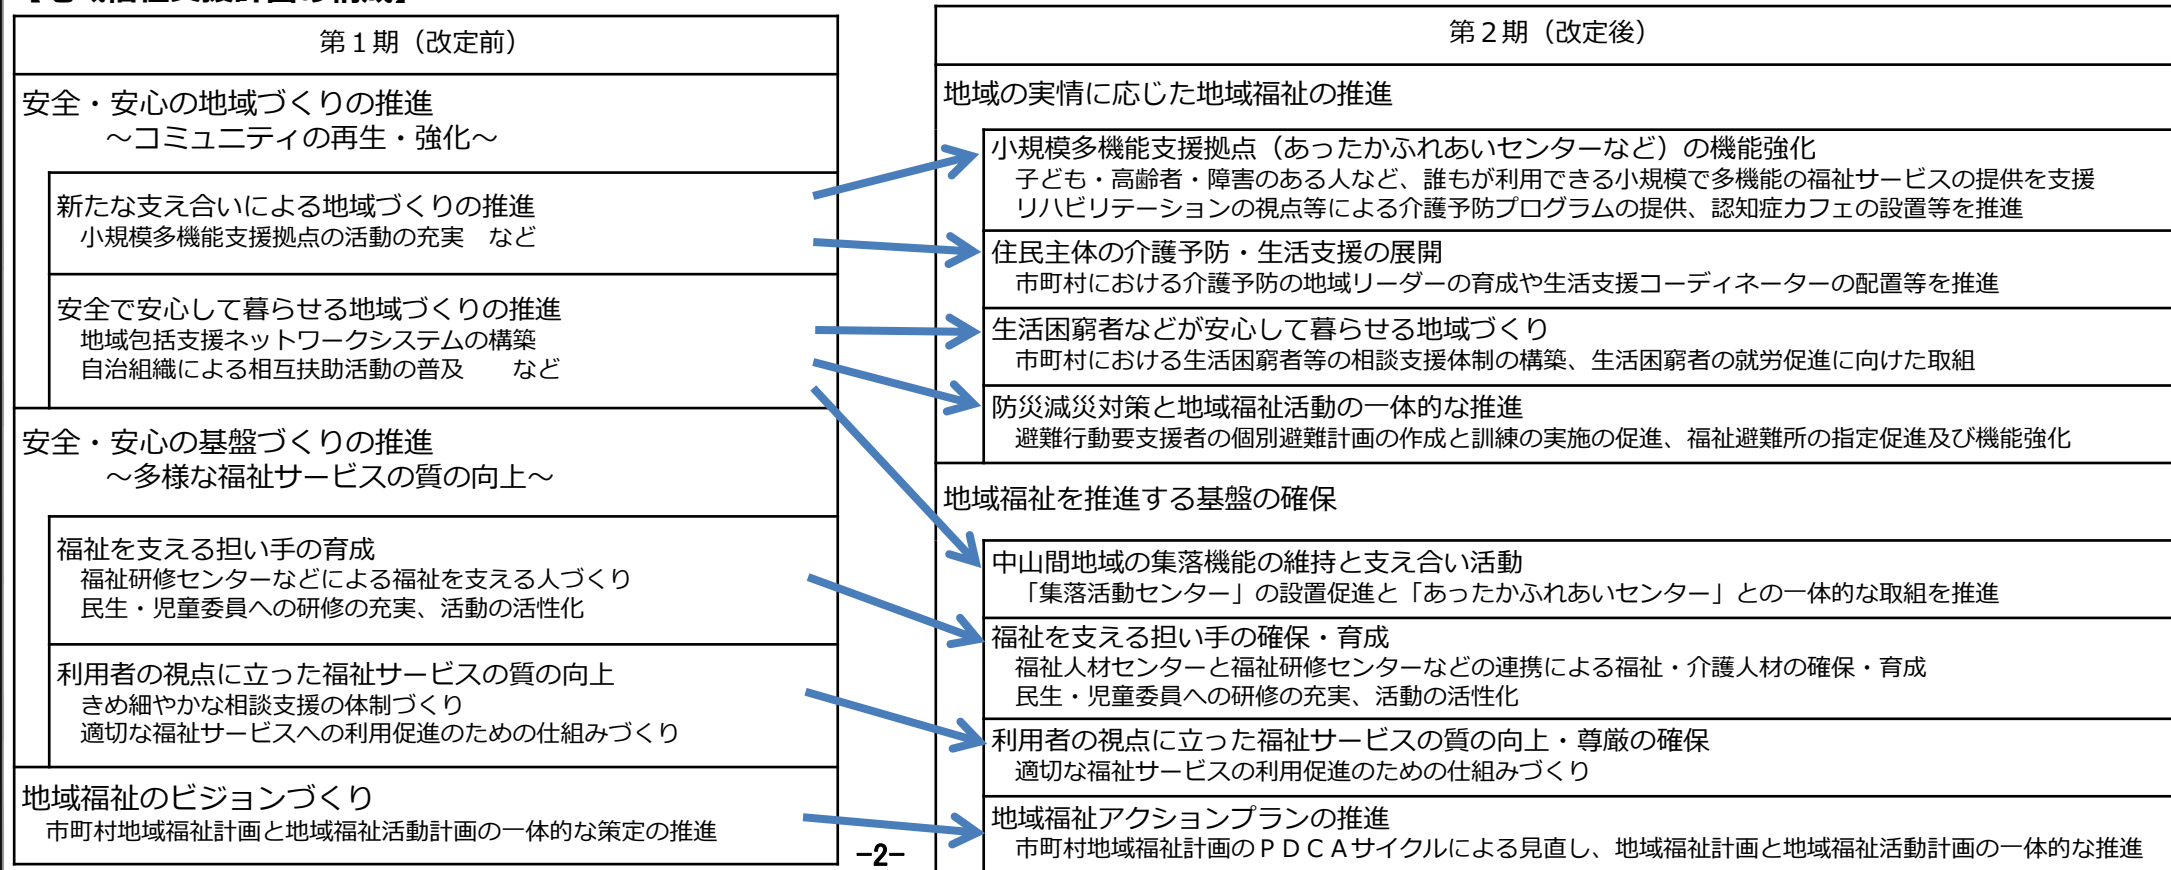 【地域福祉支援計画の構成】
第１期（改定前）
安全・安心の地域づくりの推進
～コミュニティの再生・強化～
新たな支え合いによる地域づくりの推進
小規模多機能支援拠点の活動の充実　など
安全で安心して暮らせる地域づくりの推進
地域包括支援ネットワークシステムの構築
自治組織による相互扶助活動の普及　　など
安全・安心の基盤づくりの推進
～多様な福祉サービスの質の向上～
福祉を支える担い手の育成
福祉研修センターなどによる福祉を支える人づくり
民生・児童委員への研修の充実、活動の活性化
利用者の視点に立った福祉サービスの質の向上
きめ細やかな相談支援の体制づくり
適切な福祉サービスへの利用促進のための仕組みづくり
地域福祉のビジョンづくり
市町村地域福祉計画と地域福祉活動計画の一体的な策定の推進
第２期（改定後）
地域の実情に応じた地域福祉の推進
小規模多機能支援拠点（あったかふれあいセンターなど）の機能強化
子ども・高齢者・障害のある人など、誰もが利用できる小規模で多機能の福祉サービスの提供を支援
リハビリテーションの視点等による介護予防プログラムの提供、認知症カフェの設置等を推進
住民主体の介護予防・生活支援の展開
市町村における介護予防の地域リーダーの育成や生活支援コーディネーターの配置等を推進
生活困窮者などが安心して暮らせる地域づくり
市町村における生活困窮者等の相談支援体制の構築、生活困窮者の就労促進に向けた取組
防災減災対策と地域福祉活動の一体的な推進
避難行動要支援者の個別避難計画の作成と訓練の実施の促進、福祉避難所の指定促進及び機能強化
地域福祉を推進する基盤の確保
中山間地域の集落機能の維持と支え合い活動
「集落活動センター」の設置促進と「あったかふれあいセンター」との一体的な取組を推進
福祉を支える担い手の確保・育成
福祉人材センターと福祉研修センターなどの連携による福祉・介護人材の確保・育成
民生・児童委員への研修の充実、活動の活性化
利用者の視点に立った福祉サービスの質の向上・尊厳の確保
適切な福祉サービスの利用促進のための仕組みづくり
地域福祉アクションプランの推進
市町村地域福祉計画のＰＤＣＡサイクルによる見直し、地域福祉計画と地域福祉活動計画の一体的な推進
−2−